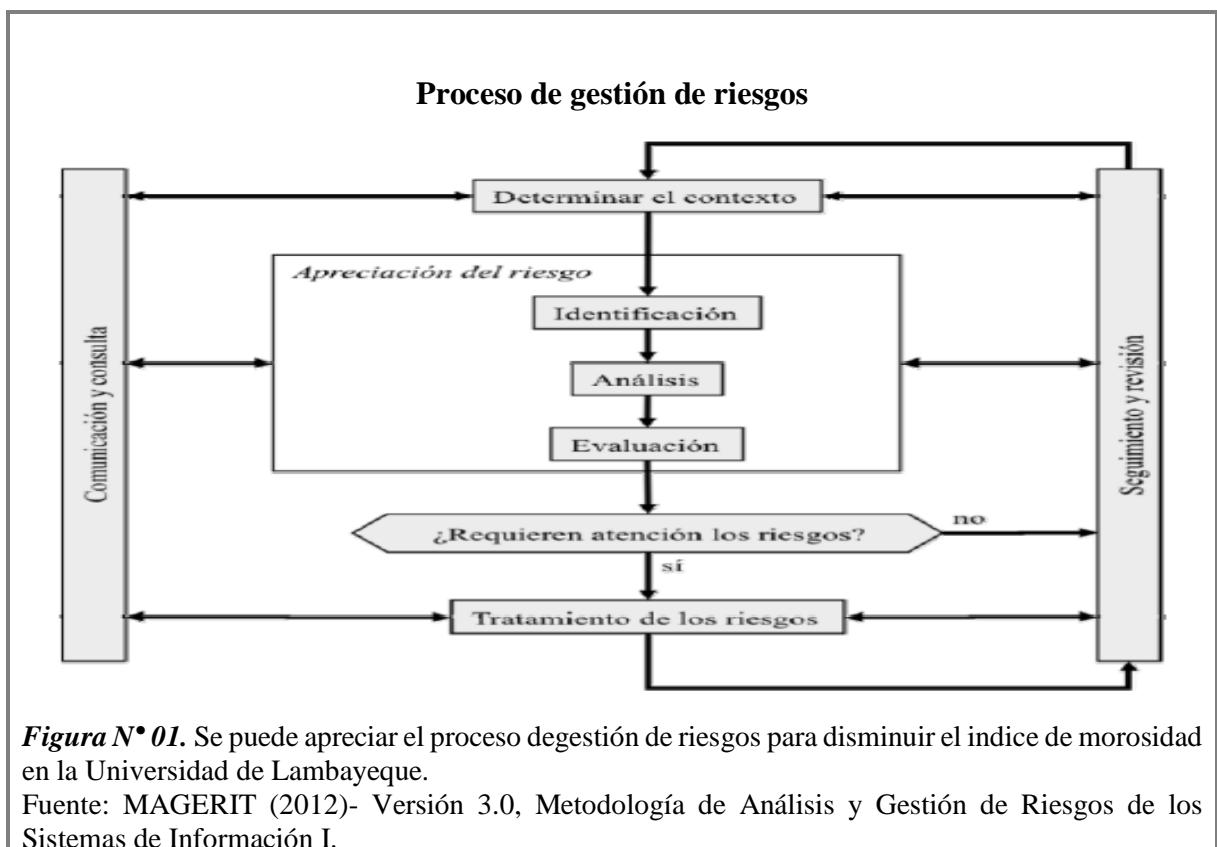 Proceso de gestión de riesgos
Determinar el contexto
Apreciación del riesgo
Identificación
Análisis
Evaluación
Comunicación y consulta
Seguimiento y revisión
¿Requieren atención los riesgos?
no
sí
Tratamiento de los riesgos
Figura N° 01. Se puede apreciar el proceso degestión de riesgos para disminuir el indice de morosidad
en la Universidad de Lambayeque.
Fuente: MAGERIT (2012)- Versión 3.0, Metodología de Análisis y Gestión de Riesgos de los
Sistemas de Información I.